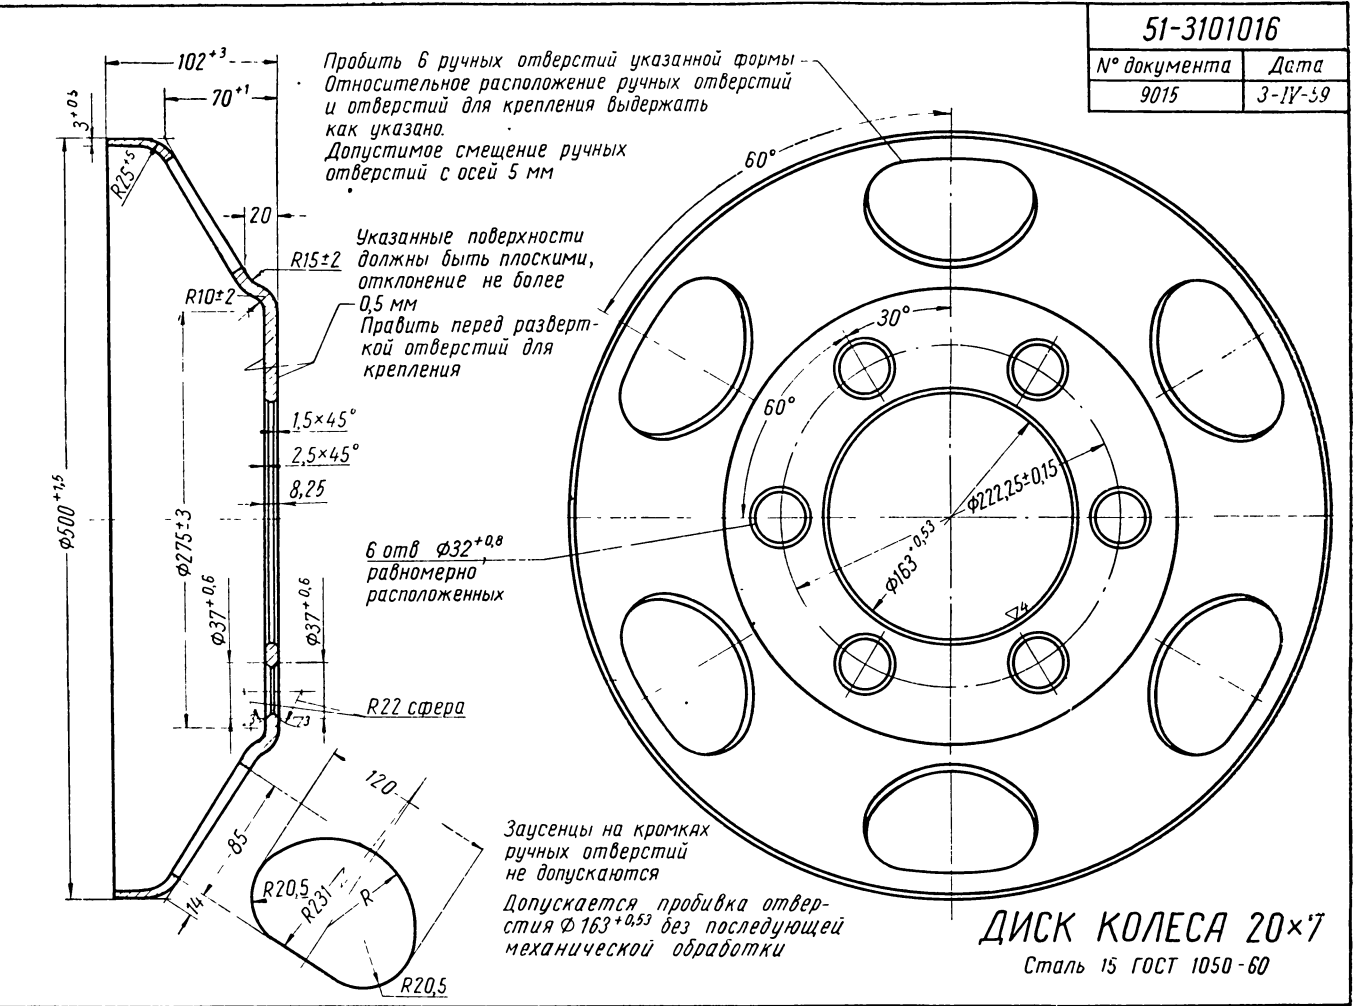 51-3101016
N° документа Дата
9015 3-IV-59
102⁺³
70⁺¹
3⁺⁰·⁵
R25⁺⁵
20
R15±2
R10±2
Пробить 6 ручных отверстий указанной формы
Относительное расположение ручных отверстий
и отверстий для крепления выдержать
как указано.
Допустимое смещение ручных
отверстий с осей 5 мм
Указанные поверхности
должны быть плоскими,
отклонение не более
0,5 мм
Править перед разверт-
кой отверстий для
крепления
1,5×45°
2,5×45°
8,25
Ф500⁺¹·⁵
Ф275±3
Ф37⁺⁰·⁶
Ф37⁺⁰·⁶
6 отв Ф32⁺⁰·⁸,
равномерно
расположенных
R22 сфера
3
3
60°
30°
60°
Ф222,25±0,15
Ф163⁺⁰·⁵³
4
120
85
14
R20,5
R231
R
R20,5
Заусенцы на кромках
ручных отверстий
не допускаются
Допускается пробивка отвер-
стия Ф 163⁺⁰·⁵³ без последующей
механической обработки
ДИСК КОЛЕСА 20×7
Сталь 15 ГОСТ 1050-60